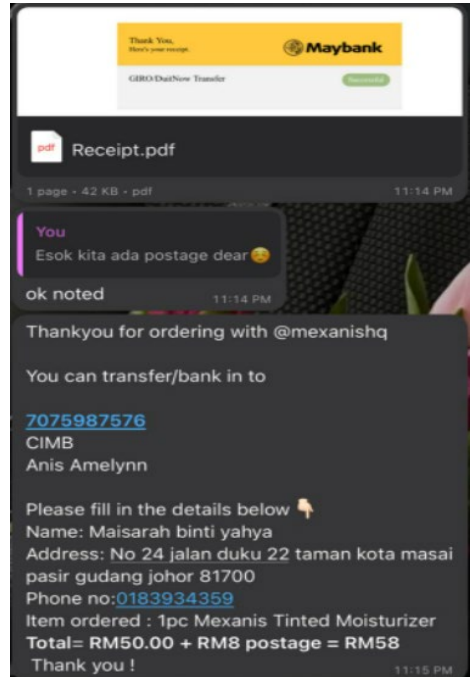 Thank You,
Here's your receipt.
Maybank
GIRO/DuitNow Transfer
Successful
pdf
Receipt.pdf
1 page • 42 KB • pdf
11:14 PM
You
Esok kita ada postage dear☺️
ok noted
11:14 PM
Thankyou for ordering with @mexanishq
You can transfer/bank in to
7075987576
CIMB
Anis Amelynn
Please fill in the details below 👇🏻
Name: Maisarah binti yahya
Address: No 24 jalan duku 22 taman kota masai
pasir gudang johor 81700
Phone no:0183934359
Item ordered : 1pc Mexanis Tinted Moisturizer
Total= RM50.00 + RM8 postage = RM58
Thank you !
11:15 PM